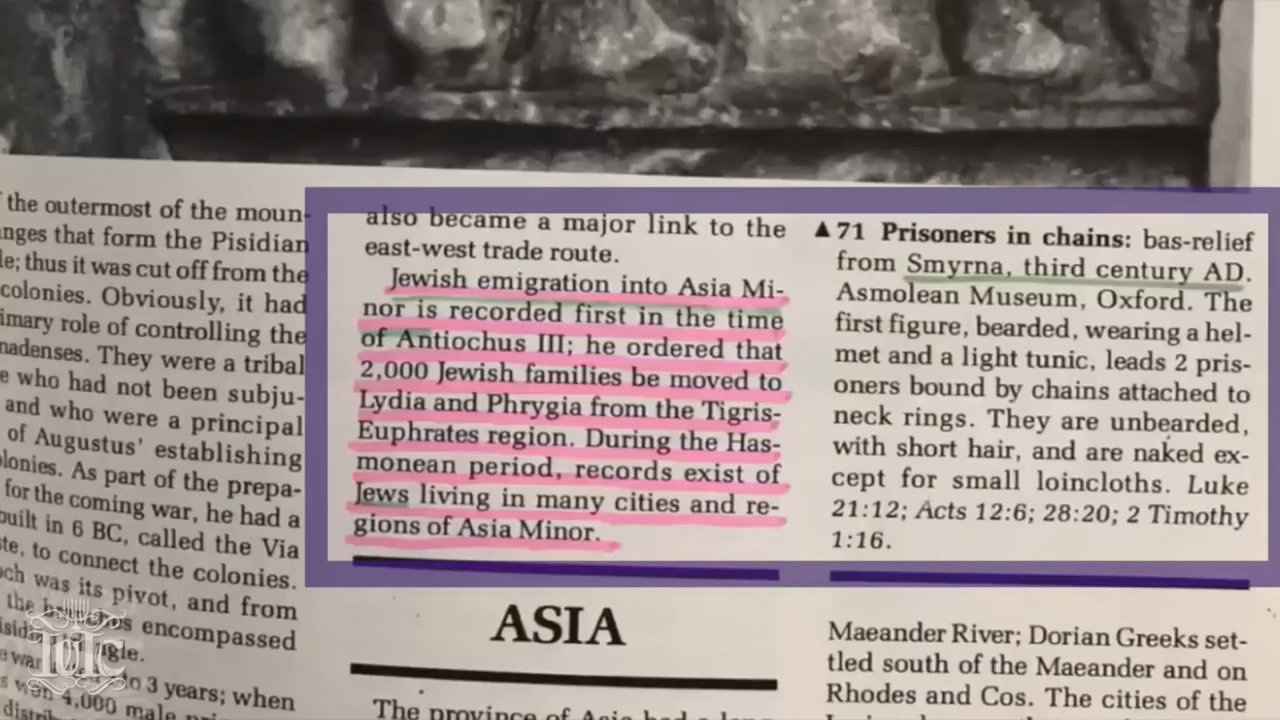 the outermost of the moun-
nges that form the Pisidian
le; thus it was cut off from the
colonies. Obviously, it had
imary role of controlling the
nadenses. They were a tribal
e who had not been subju-
and who were a principal
of Augustus' establishing
lonies. As part of the prepa-
for the coming war, he had a
built in 6 BC, called the Via
te, to connect the colonies.
och was its pivot, and from
the encompassed
to 3 years; when
4,000 male
also became a major link to the
east-west trade route.
Jewish emigration into Asia Mi-
nor is recorded first in the time
of Antiochus III; he ordered that
2,000 Jewish families be moved to
Lydia and Phrygia from the Tigris-
Euphrates region. During the Has-
monean period, records exist of
Jews living in many cities and re-
gions of Asia Minor.
ASIA
The province of Asia had a
▲71 Prisoners in chains: bas-relief
from Smyrna, third century AD.
Asmolean Museum, Oxford. The
first figure, bearded, wearing a hel-
met and a light tunic, leads 2 pris-
oners bound by chains attached to
neck rings. They are unbearded,
with short hair, and are naked ex-
cept for small loincloths. Luke
21:12; Acts 12:6; 28:20; 2 Timothy
1:16.
Maeander River; Dorian Greeks set-
tled south of the Maeander and on
Rhodes and Cos. The cities of the
IUIC